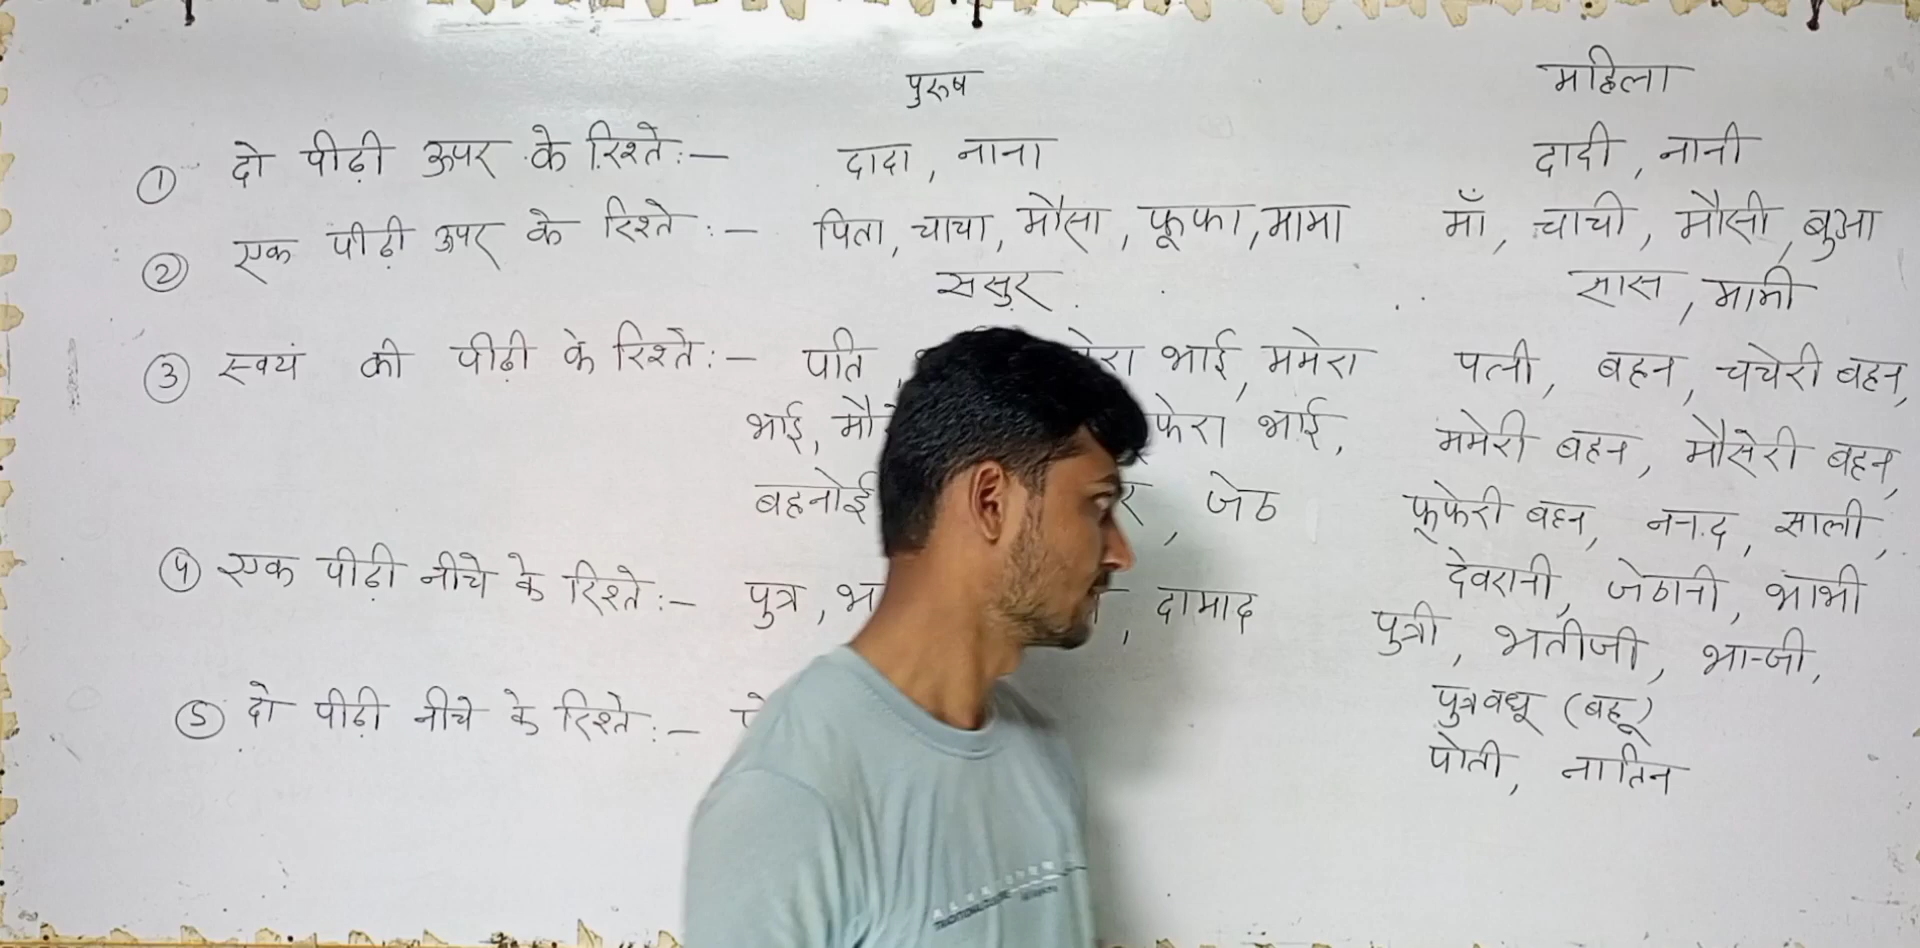 पुरुष महिला
① दो पीढ़ी ऊपर के रिश्ते :— दादा, नाना दादी, नानी
② एक पीढ़ी ऊपर के रिश्ते :— पिता, चाचा, मौसा, फूफा, मामा माँ, चाची, मौसी, बुआ
ससुर सास, मामी
③ स्वयं की पीढ़ी के रिश्ते :— पति, भाई, ममेरा पत्नी, बहन, चचेरी बहन,
भाई, भाई, ममेरी बहन, मौसेरी बहन,
बहनोई , जेठ फूफेरी बहन, ननद, साली,
देवरानी, जेठानी, भाभी
④ एक पीढ़ी नीचे के रिश्ते :— पुत्र, , दामाद पुत्री, भतीजी, भान्जी,
पुत्रवधू (बहू)
⑤ दो पीढ़ी नीचे के रिश्ते :— पोती, नातिन